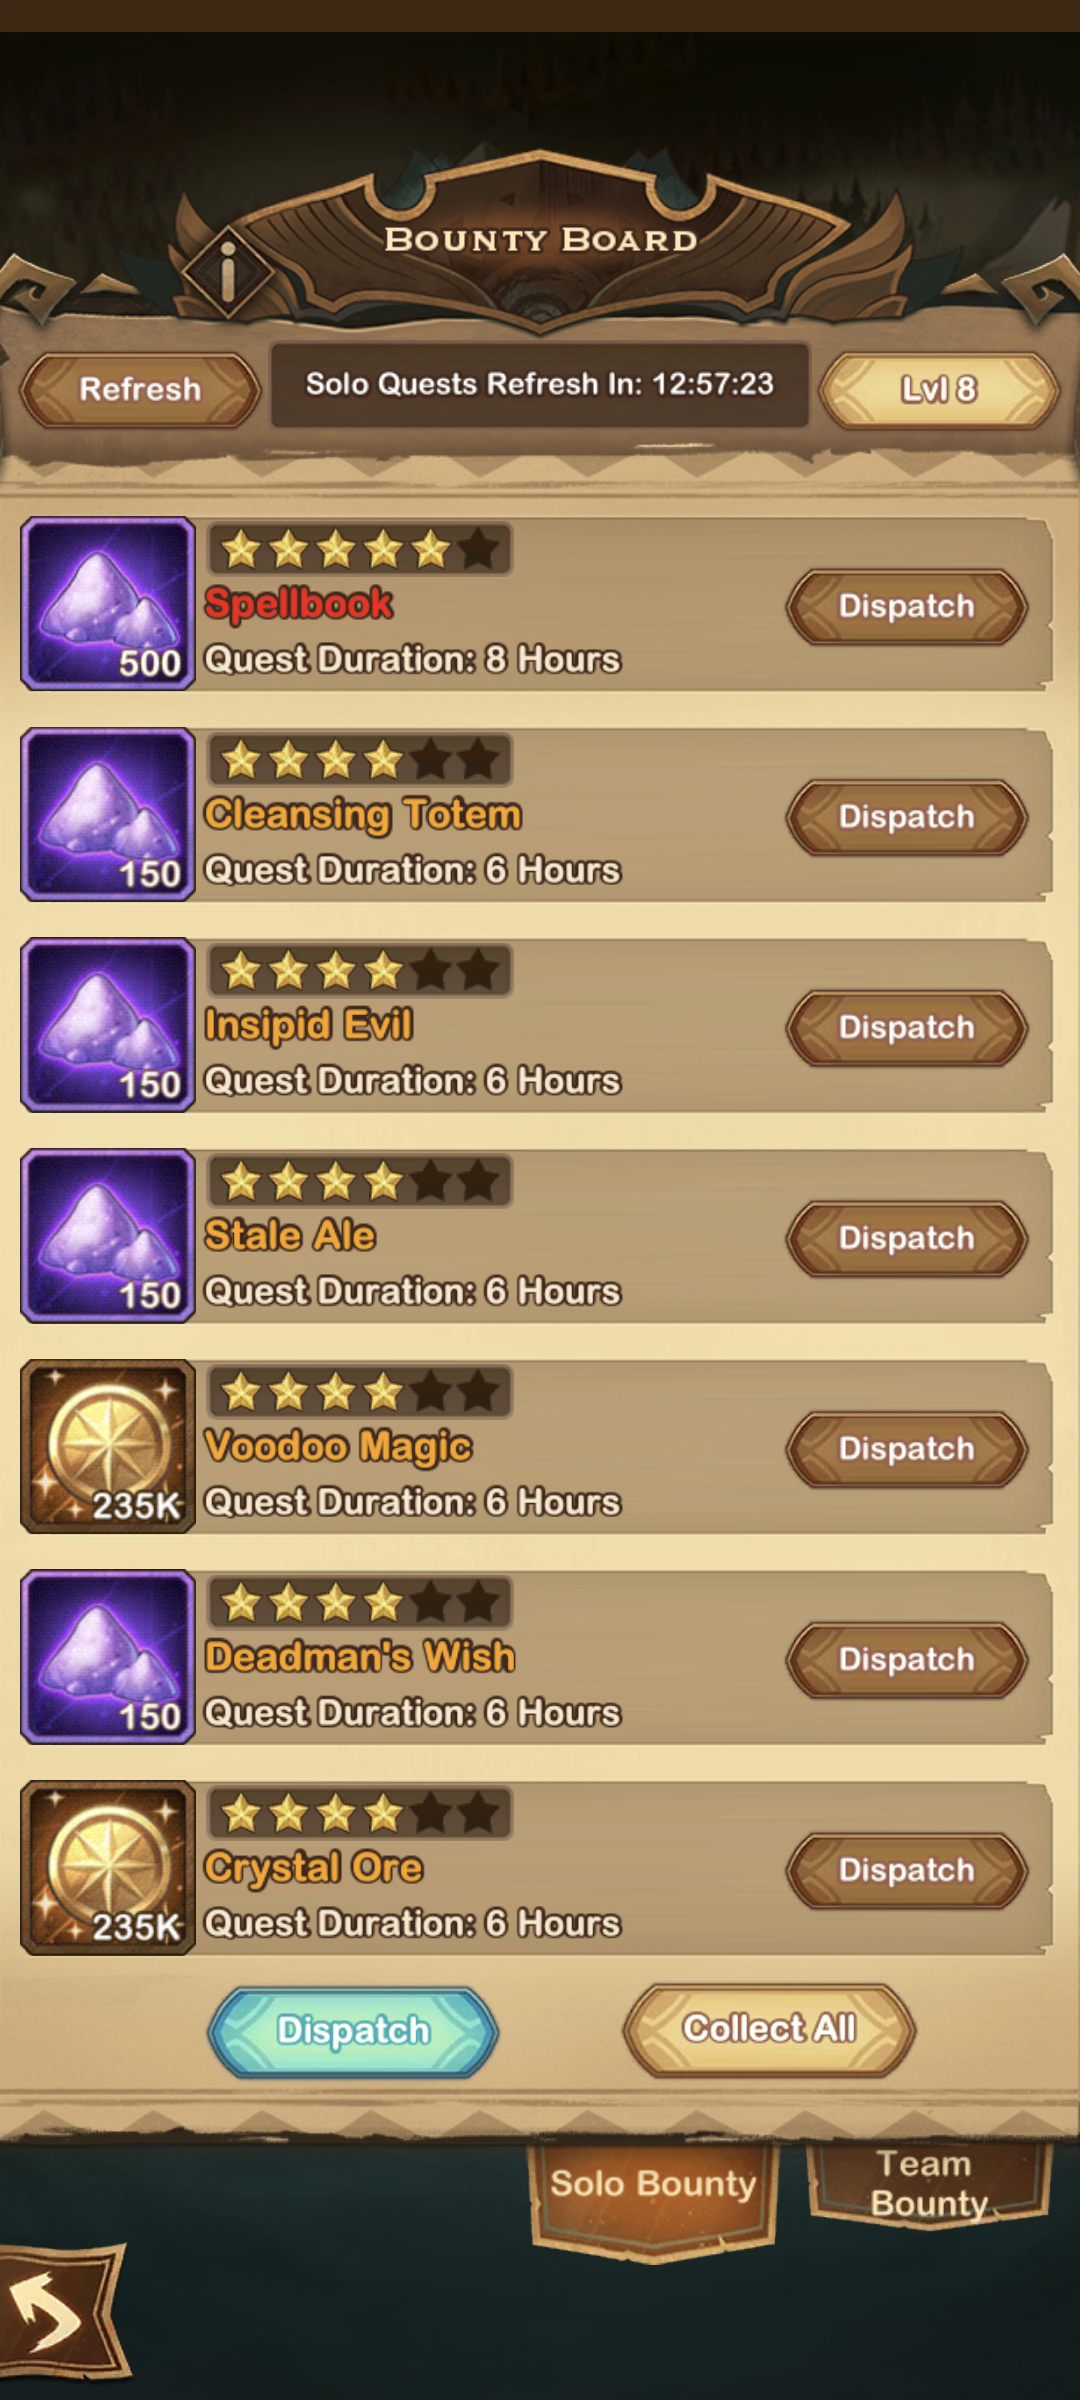 Bounty Board
Refresh
Solo Quests Refresh In: 12:57:23
Lvl 8
500
Spellbook
Quest Duration: 8 Hours
Dispatch
150
Cleansing Totem
Quest Duration: 6 Hours
Dispatch
150
Insipid Evil
Quest Duration: 6 Hours
Dispatch
150
Stale Ale
Quest Duration: 6 Hours
Dispatch
235K
Voodoo Magic
Quest Duration: 6 Hours
Dispatch
150
Deadman's Wish
Quest Duration: 6 Hours
Dispatch
235K
Crystal Ore
Quest Duration: 6 Hours
Dispatch
Dispatch
Collect All
Solo Bounty
Team
Bounty